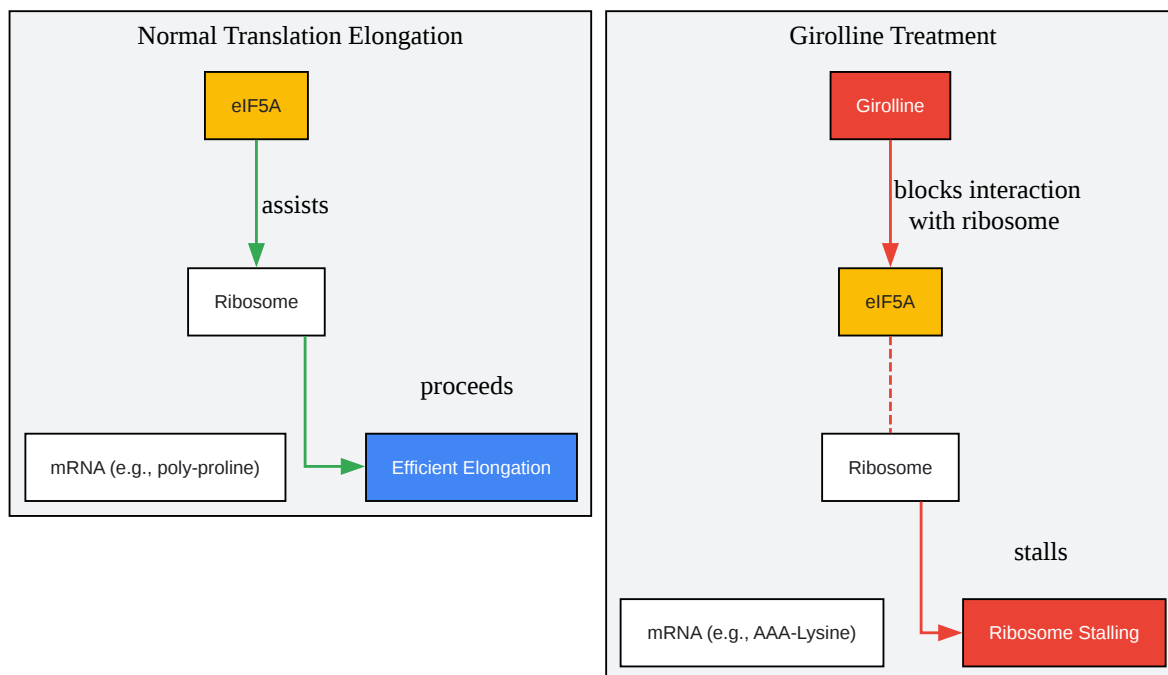 Normal Translation Elongation
eIF5A
assists
Ribosome
proceeds
mRNA (e.g., poly-proline)
Efficient Elongation
Girolline Treatment
Girolline
blocks interaction
with ribosome
eIF5A
Ribosome
stalls
mRNA (e.g., AAA-Lysine)
Ribosome Stalling